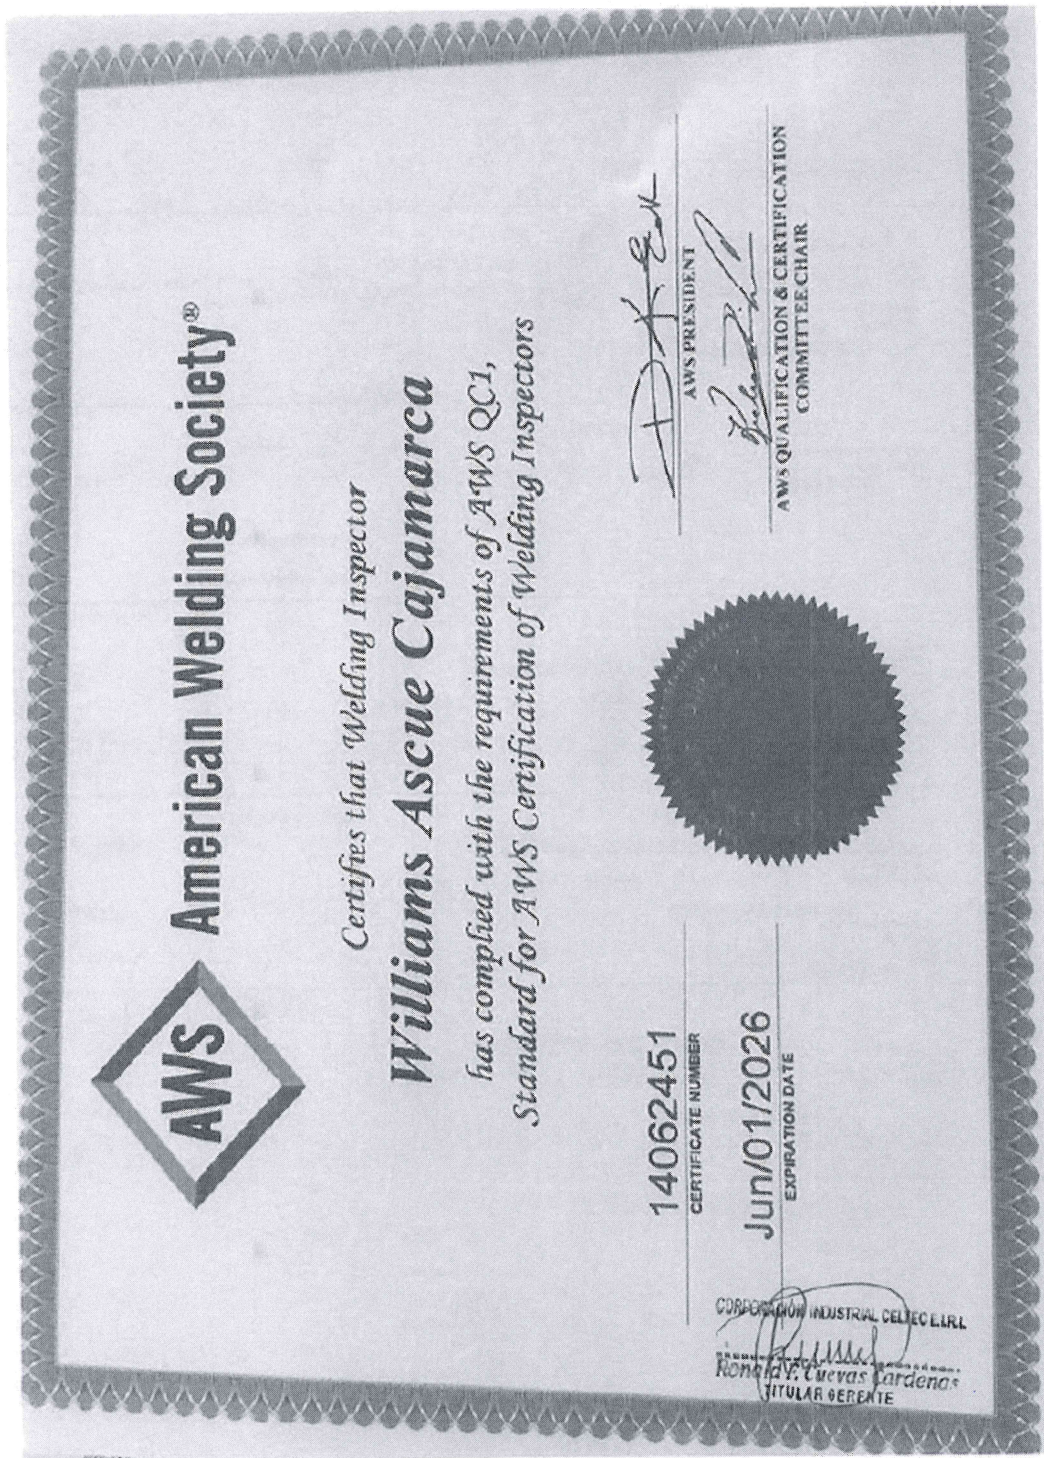 AWS
American Welding Society®
Certifies that Welding Inspector
Williams Ascue Cajamarca
has complied with the requirements of AWS QC1,
Standard for AWS Certification of Welding Inspectors
14062451
CERTIFICATE NUMBER
Jun/01/2026
EXPIRATION DATE
AWS PRESIDENT
AWS QUALIFICATION & CERTIFICATION
COMMITTEE CHAIR
CORPORACIÓN INDUSTRIAL CELTEC E.I.R.L
Ronald F. Cuevas Cardenas
TITULAR GERENTE